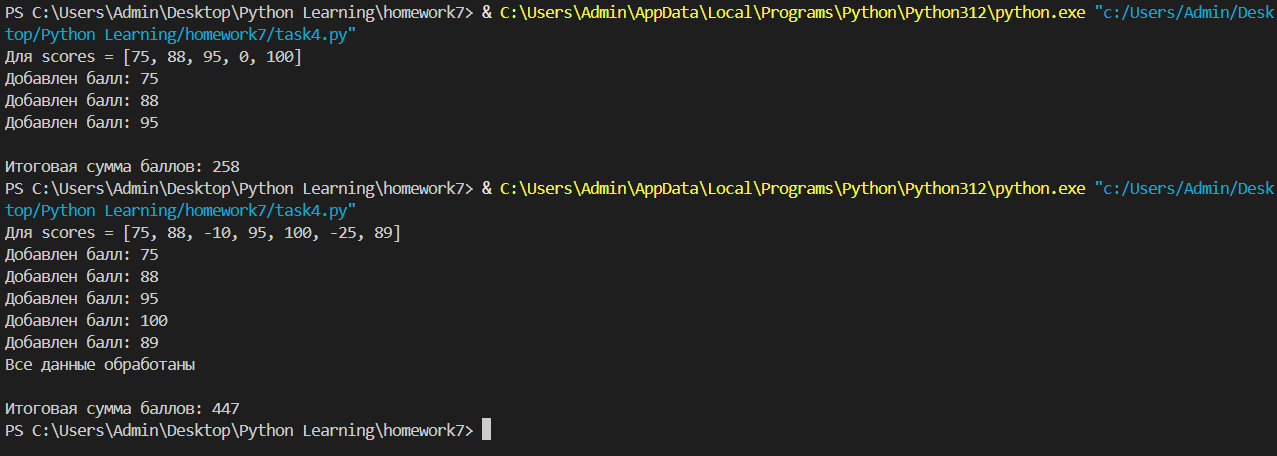 PS C:\Users\Admin\Desktop\Python Learning\homework7> & C:\Users\Admin\AppData\Local\Programs\Python\Python312\python.exe "c:/Users/Admin/Desk
top/Python Learning/homework7/task4.py"
Для scores = [75, 88, 95, 0, 100]
Добавлен балл: 75
Добавлен балл: 88
Добавлен балл: 95
Итоговая сумма баллов: 258
PS C:\Users\Admin\Desktop\Python Learning\homework7> & C:\Users\Admin\AppData\Local\Programs\Python\Python312\python.exe "c:/Users/Admin/Desk
top/Python Learning/homework7/task4.py"
Для scores = [75, 88, -10, 95, 100, -25, 89]
Добавлен балл: 75
Добавлен балл: 88
Добавлен балл: 95
Добавлен балл: 100
Добавлен балл: 89
Все данные обработаны
Итоговая сумма баллов: 447
PS C:\Users\Admin\Desktop\Python Learning\homework7>